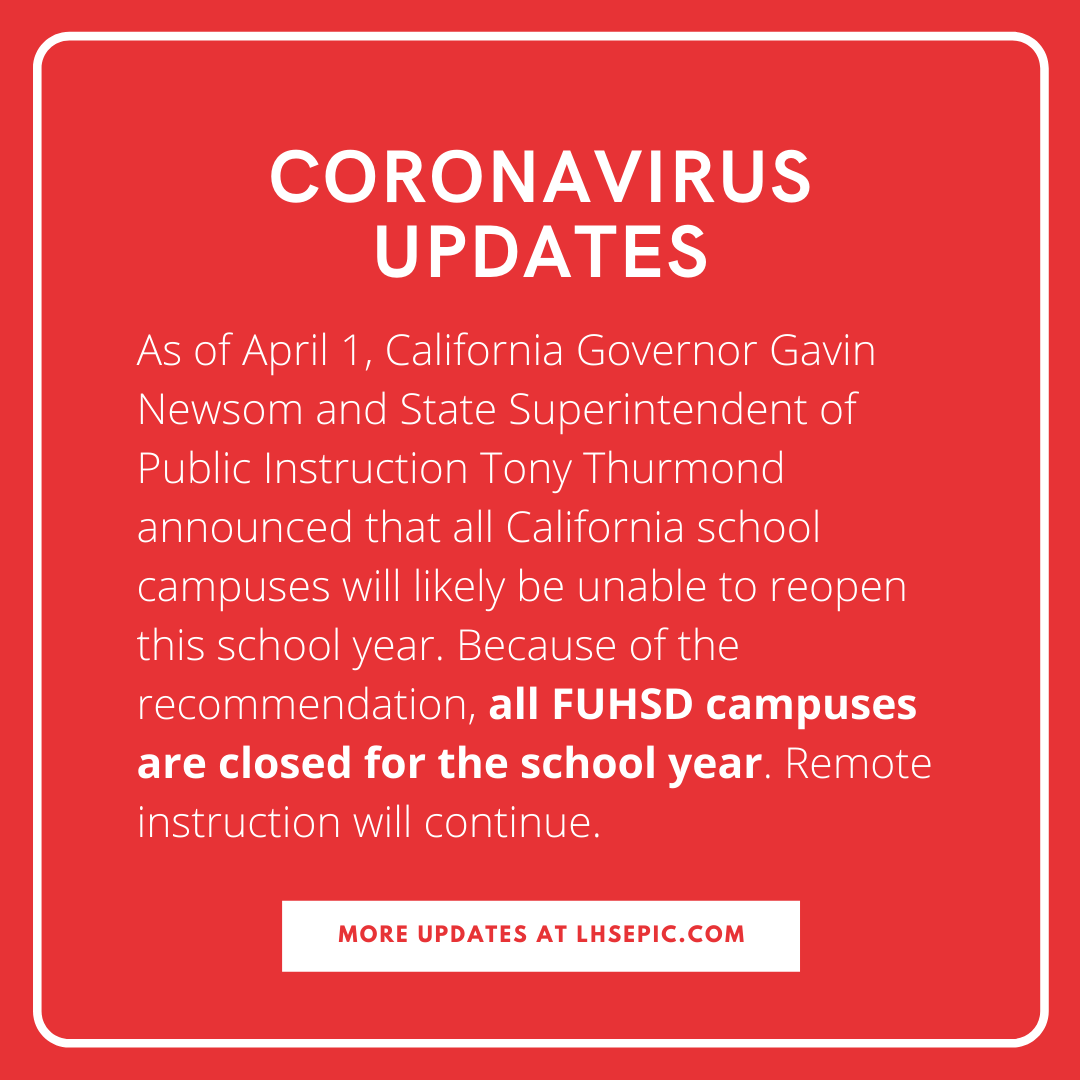 CORONAVIRUS
UPDATES
As of April 1, California Governor Gavin
Newsom and State Superintendent of
Public Instruction Tony Thurmond
announced that all California school
campuses will likely be unable to reopen
this school year. Because of the
recommendation, all FUHSD campuses
are closed for the school year. Remote
instruction will continue.
MORE UPDATES AT LHSEPIC.COM